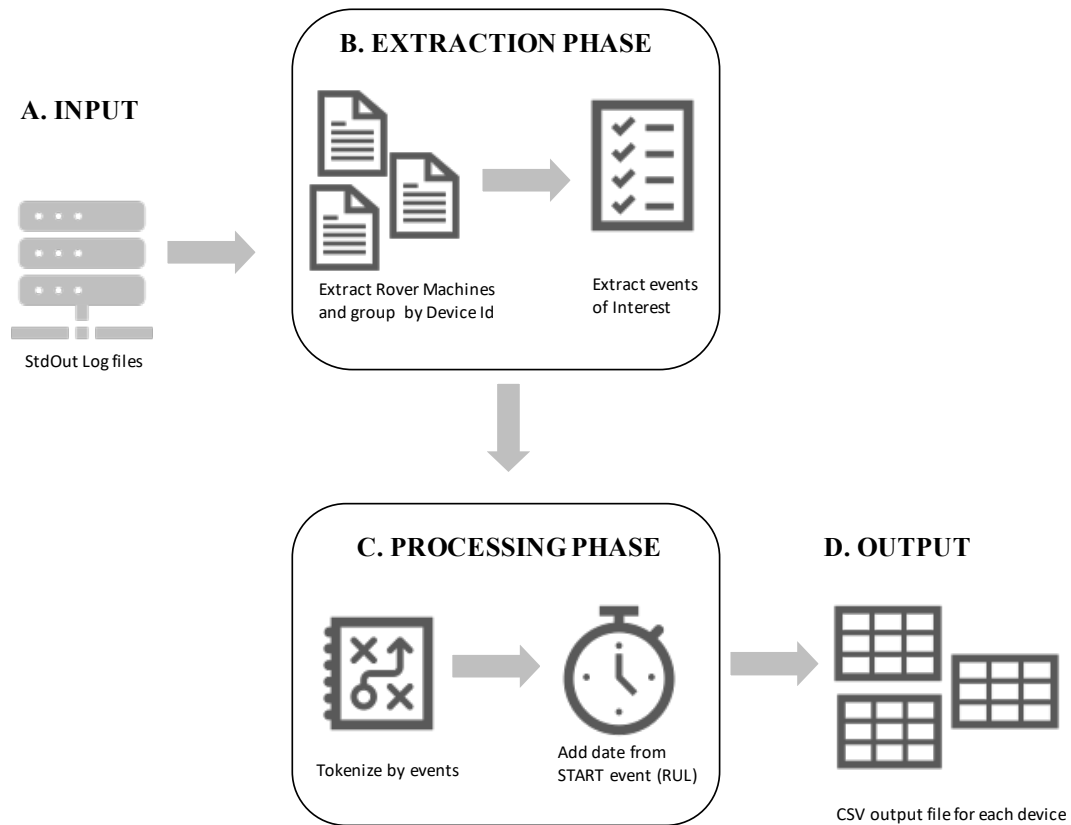 B. EXTRACTION PHASE
A. INPUT
Extract Rover Machines
and group by Device Id
Extract events
of Interest
StdOut Log files
C. PROCESSING PHASE
D. OUTPUT
Tokenize by events
Add date from
START event (RUL)
CSV output file for each device